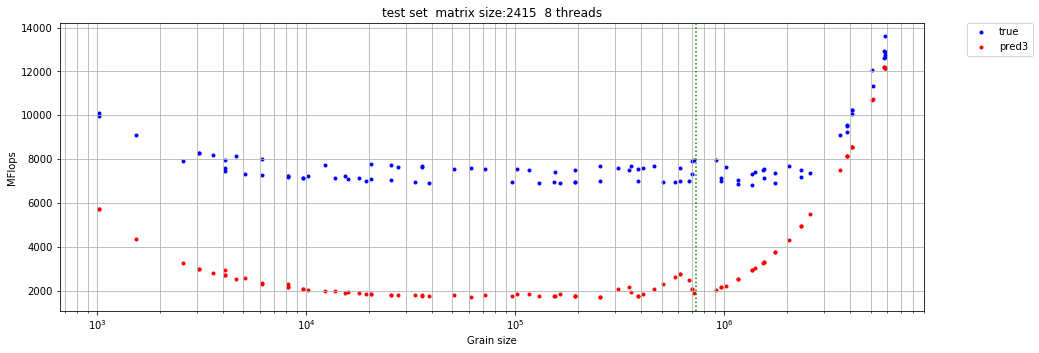 test set  matrix size:2415  8 threads
14000
12000
10000
8000
6000
4000
2000
MFlops
10³
10⁴
10⁵
10⁶
Grain size
true
pred3